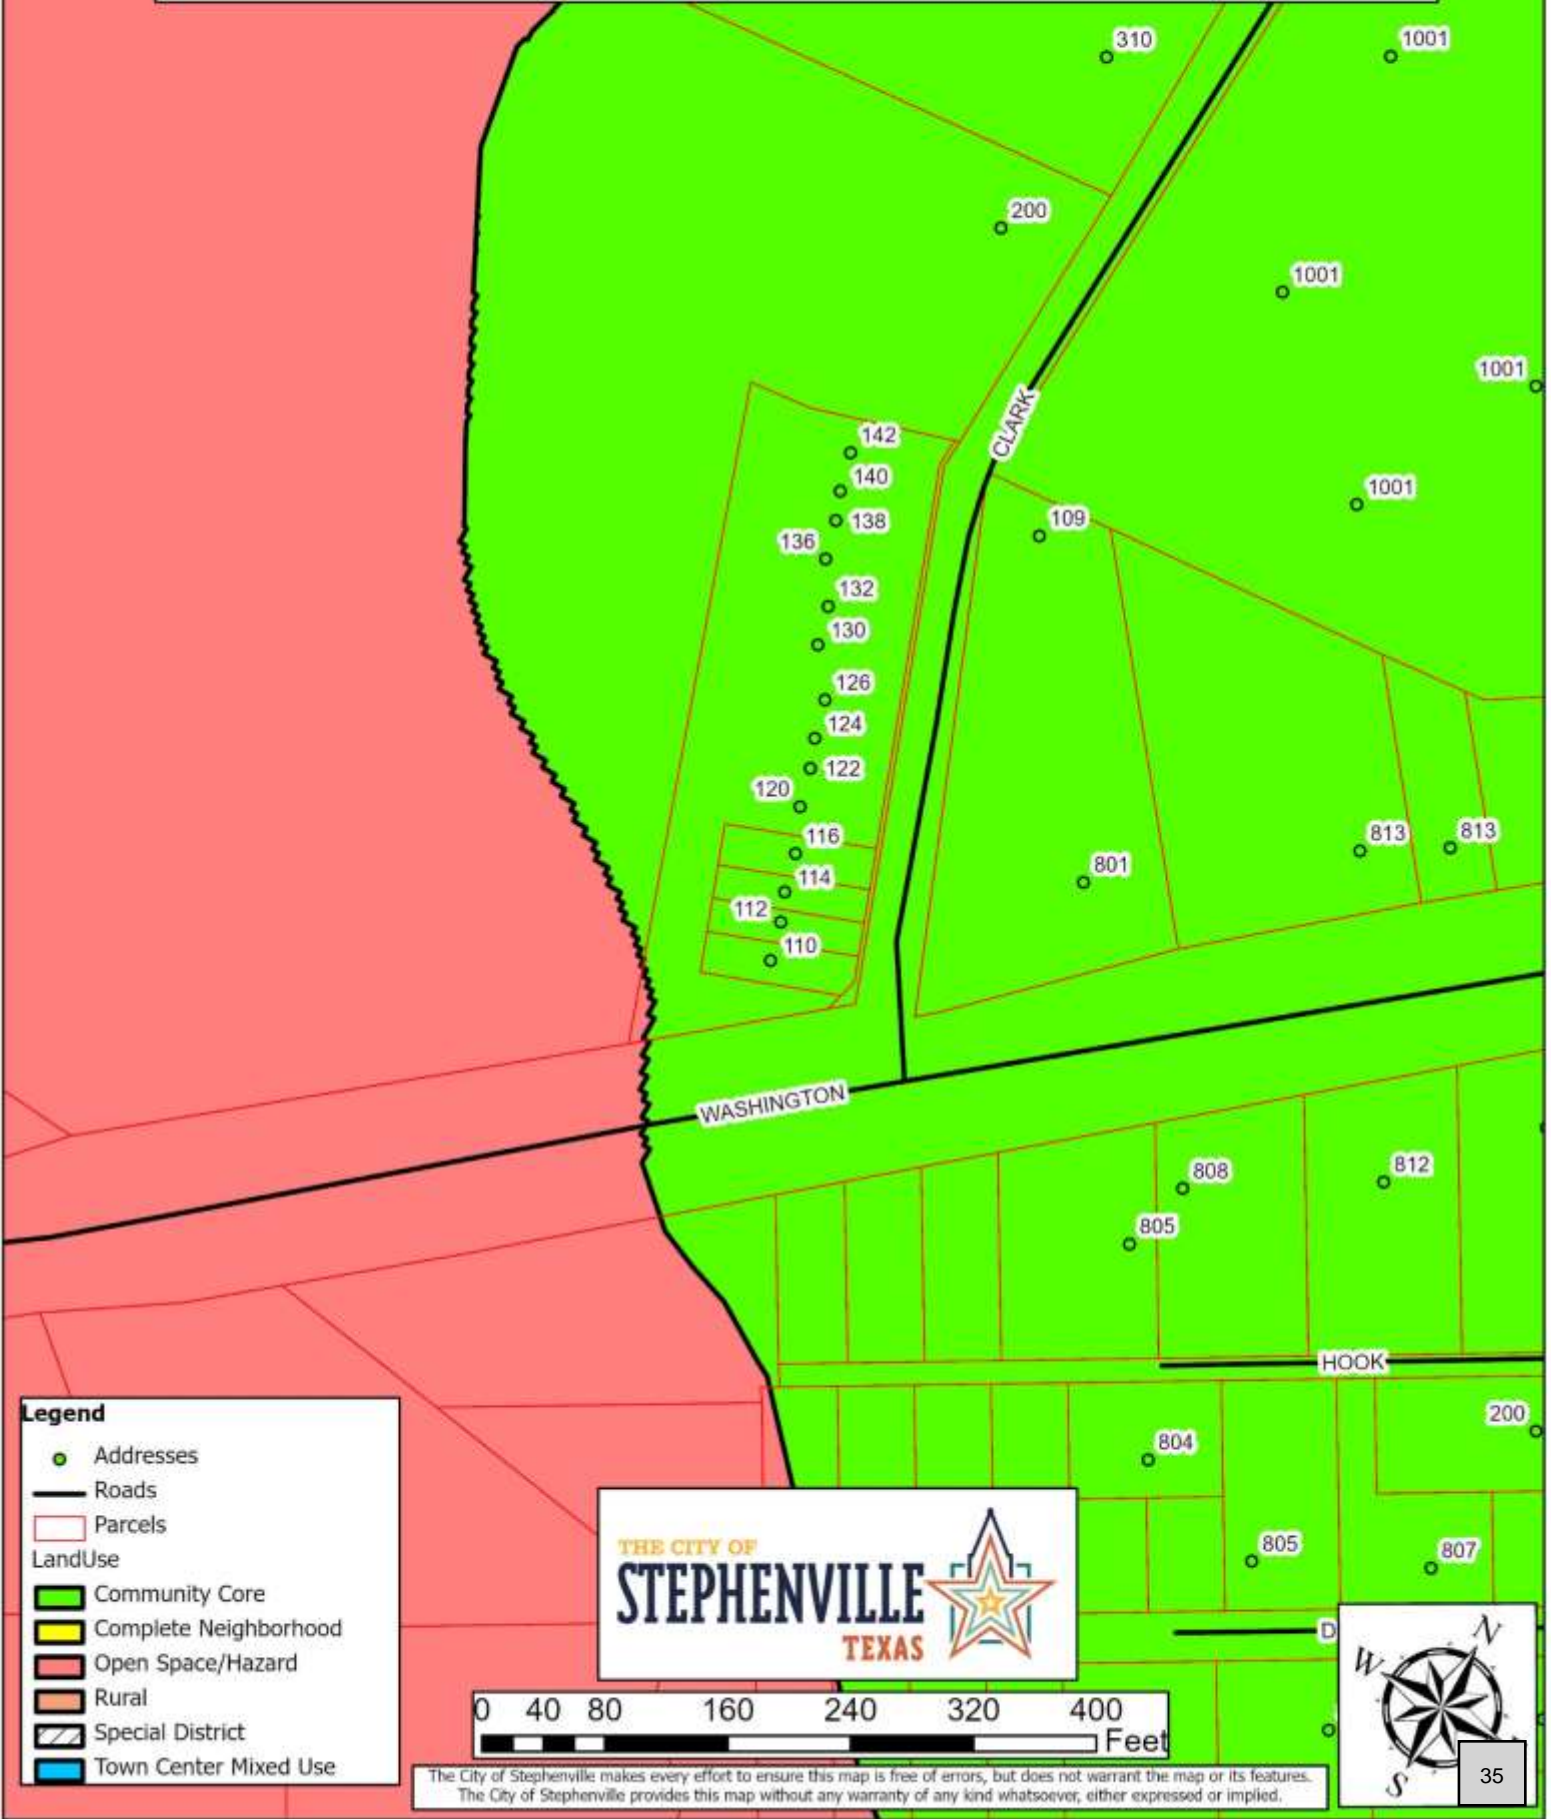 310
1001
200
1001
1001
CLARK
142
140
1001
138
109
136
132
130
126
124
122
120
116
813
813
114
801
112
110
WASHINGTON
808
812
805
HOOK
200
804
805
807
D
Legend
Addresses
Roads
Parcels
LandUse
Community Core
Complete Neighborhood
Open Space/Hazard
Rural
Special District
Town Center Mixed Use
THE CITY OF
STEPHENVILLE
TEXAS
0 40 80 160 240 320 400
Feet
The City of Stephenville makes every effort to ensure this map is free of errors, but does not warrant the map or its features.
The City of Stephenville provides this map without any warranty of any kind whatsoever, either expressed or implied.
N
W
S
35